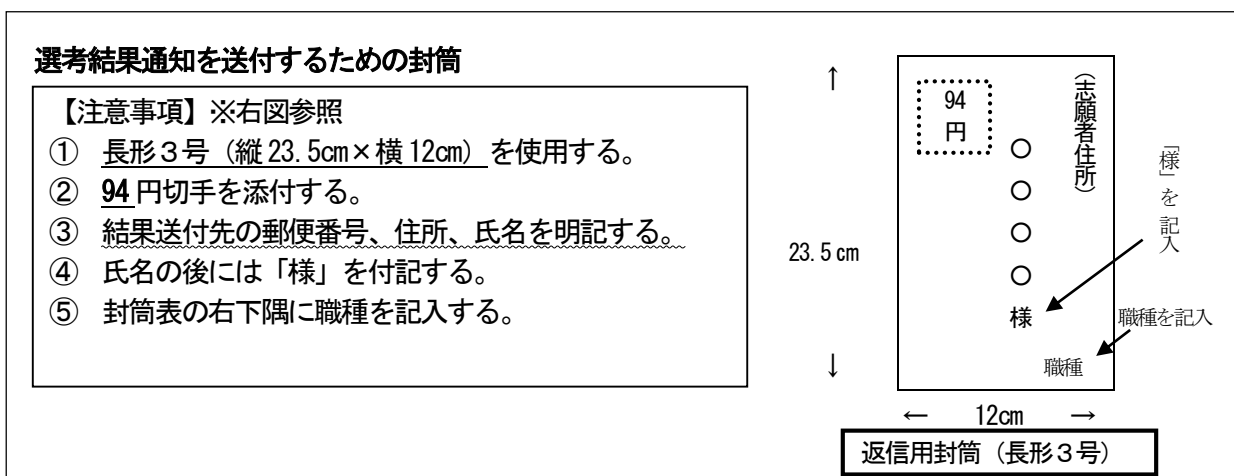 選考結果通知を送付するための封筒
【注意事項】※右図参照
① 長形３号（縦23.5cm×横12cm）を使用する。
② 94円切手を添付する。
③ 結果送付先の郵便番号、住所、氏名を明記する。
④ 氏名の後には「様」を付記する。
⑤ 封筒表の右下隅に職種を記入する。
↑
23.5cm
↓
（志願者住所）
94
円
○
○
○
○
様
職種
「様」を記入
職種を記入
← 12cm →
返信用封筒（長形３号）